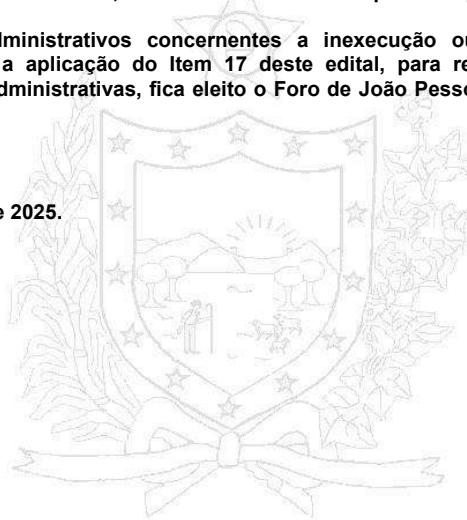 dministrativos concernentes a inexecução ou
a aplicação do Item 17 deste edital, para re
dministrativas, fica eleito o Foro de João Pesso
e 2025.